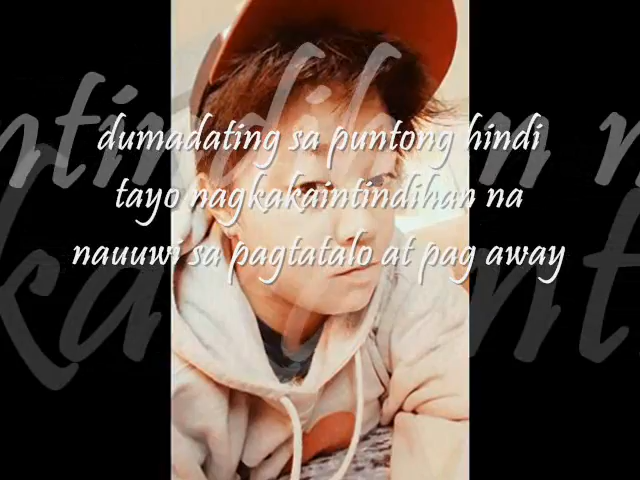 dumadating sa puntong hindi
tayo nagkakaintindihan na
nauuwi sa pagtatalo at pag away